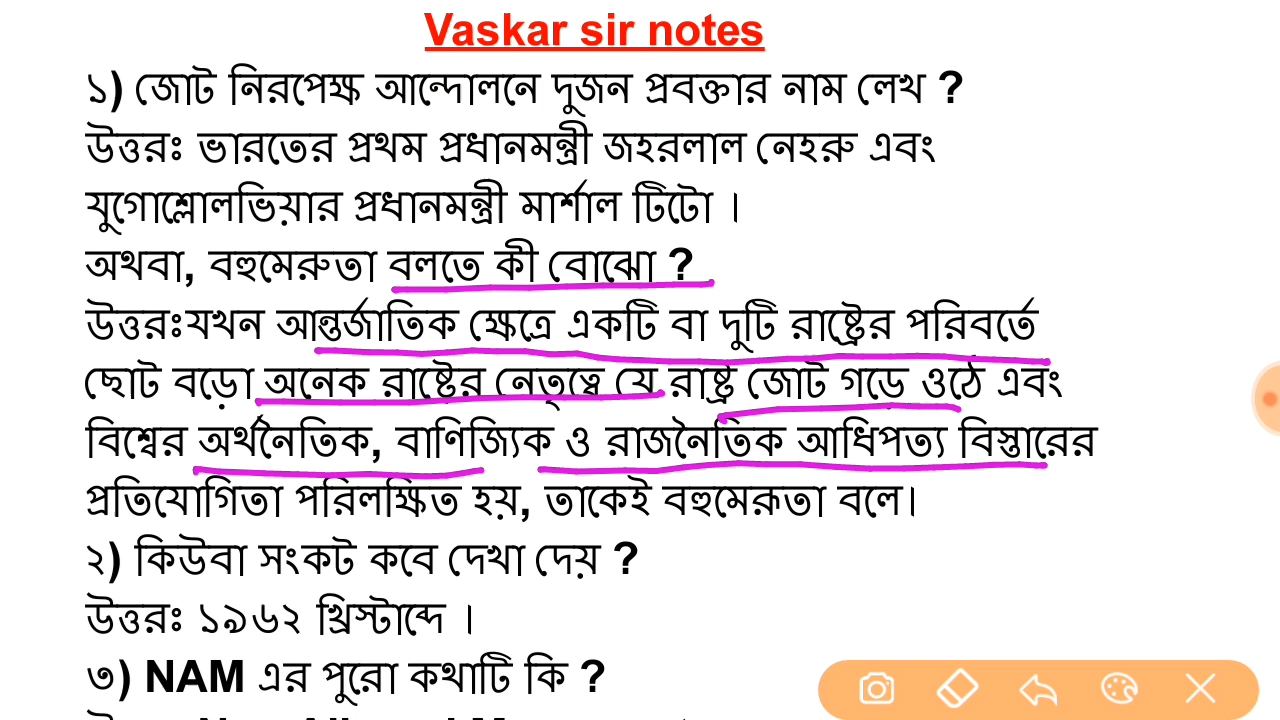 Vaskar sir notes
১) জোট নিরপেক্ষ আন্দোলনে দুজন প্রবক্তার নাম লেখ ?
উত্তরঃ ভারতের প্রথম প্রধানমন্ত্রী জহরলাল নেহরু এবং
যুগোশ্লোলভিয়ার প্রধানমন্ত্রী মার্শাল টিটো ।
অথবা, বহুমেরুতা বলতে কী বোঝো ?
উত্তরঃযখন আন্তর্জাতিক ক্ষেত্রে একটি বা দুটি রাষ্ট্রের পরিবর্তে
ছোট বড়ো অনেক রাষ্টের নেতৃত্বে যে রাষ্ট্র জোট গড়ে ওঠে এবং
বিশ্বের অর্থনৈতিক, বাণিজ্যিক ও রাজনৈতিক আধিপত্য বিস্তারের
প্রতিযোগিতা পরিলক্ষিত হয়, তাকেই বহুমেরূতা বলে।
২) কিউবা সংকট কবে দেখা দেয় ?
উত্তরঃ ১৯৬২ খ্রিস্টাব্দে ।
৩) NAM এর পুরো কথাটি কি ?